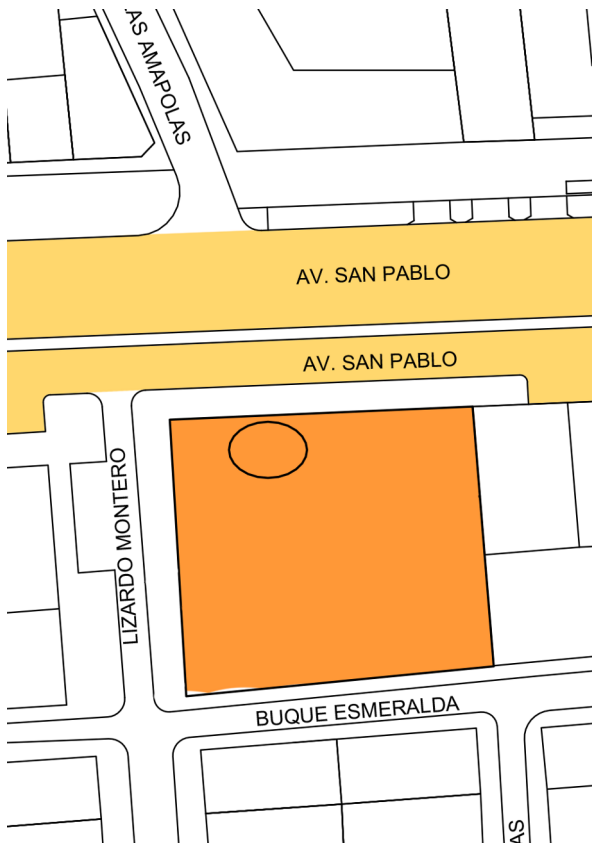 AS AMAPOLAS
AV. SAN PABLO
AV. SAN PABLO
LIZARDO MONTERO
BUQUE ESMERALDA
AS